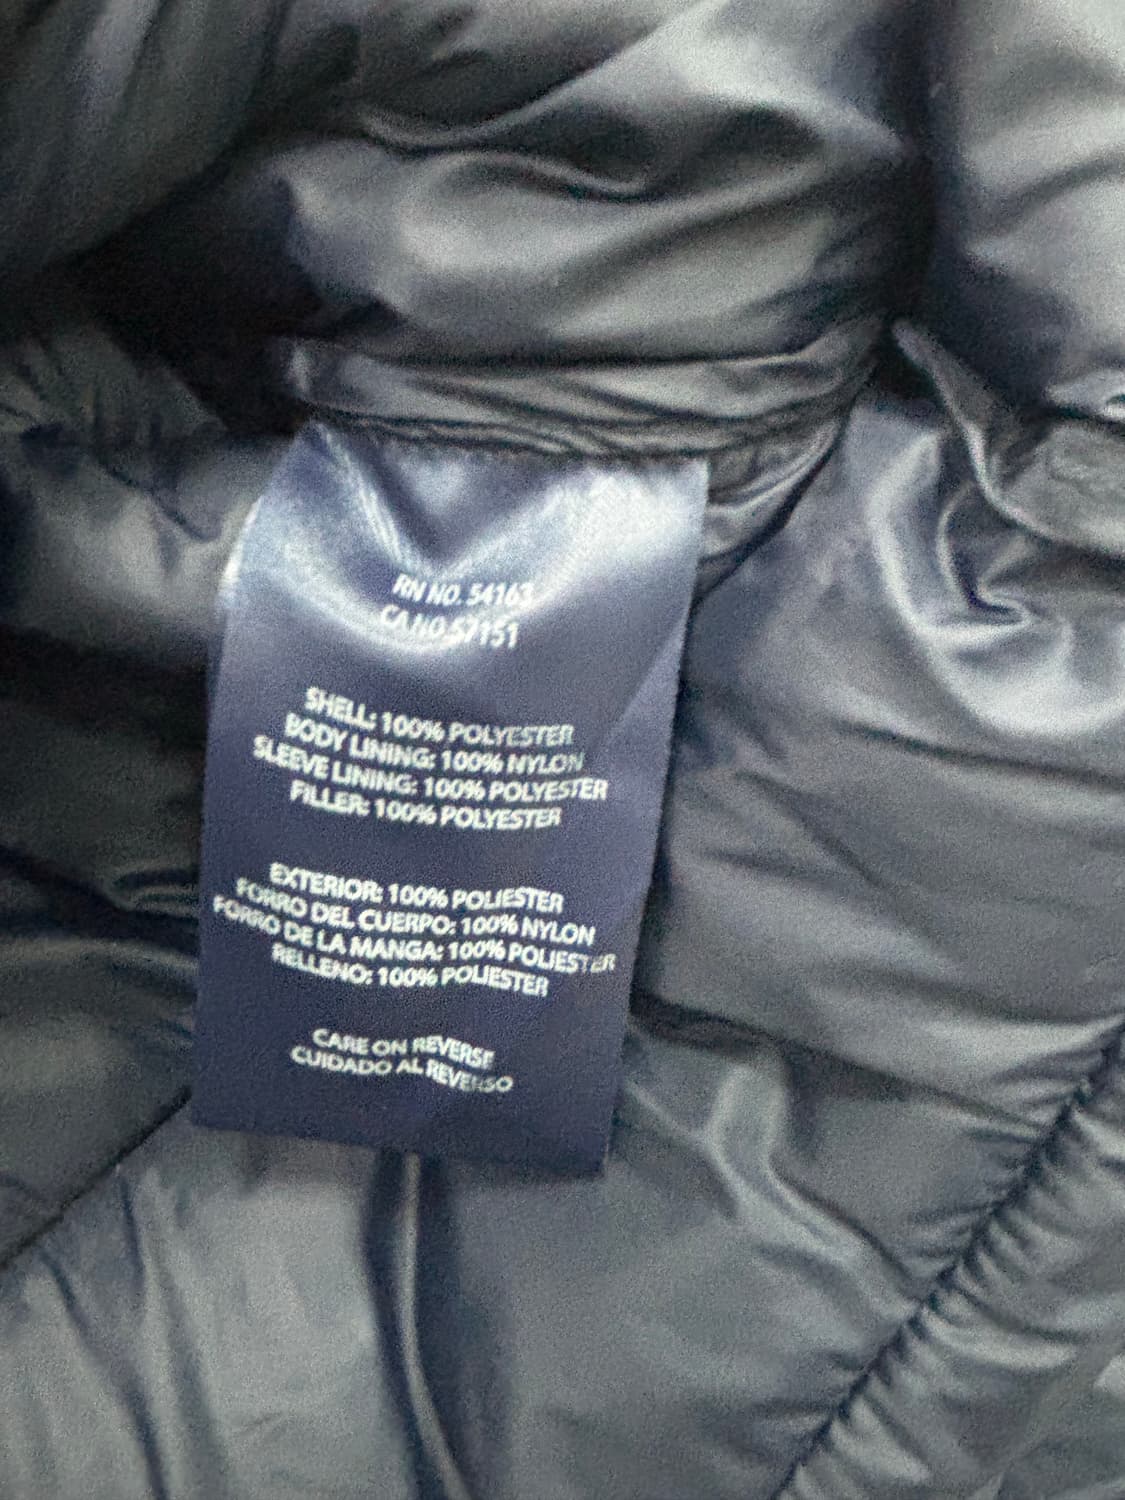 RN NO. 54163
CA NO.57151
SHELL: 100% POLYESTER
BODY LINING: 100% NYLON
SLEEVE LINING: 100% POLYESTER
FILLER: 100% POLYESTER
EXTERIOR: 100% POLIESTER
FORRO DEL CUERPO: 100% NYLON
FORRO DE LA MANGA: 100% POLIESTER
RELLENO: 100% POLIESTER
CARE ON REVERSE
CUIDADO AL REVERSO